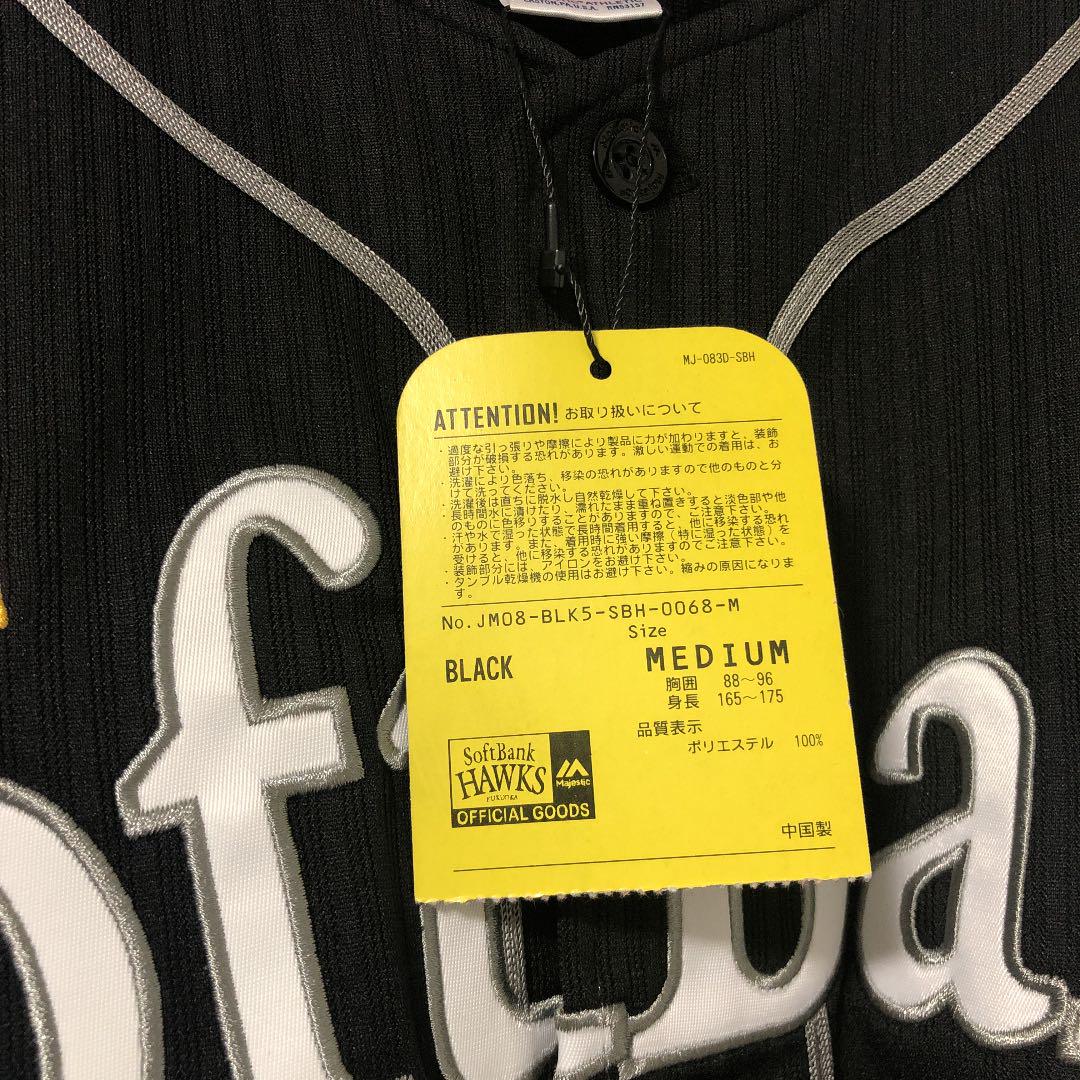 EASTON,PA.U.S.A RN53157
MJ-083D-SBH
ATTENTION! お取り扱いについて
・過度な引っ張りや摩擦により製品に力が加わりますと、装飾
部分が破損する恐れがあります。激しい運動での着用は、お
避け下さい。
・洗濯により色落ち、移染の恐れがありますので他のものと分
けて洗ってください。
・洗濯後は直ちに脱水し自然乾燥して下さい。
・長時間水に漬けたり、濡れたまま重ね置きすると淡色部や他
のものに色移りすることがありますので、ご注意下さい。
・汗や水で湿った状態で長時間着用すると、他に移染する恐れ
があります。また、着用時に強い摩擦（特に湿った状態）を
受けると、他に移染する恐れがありますのでご注意下さい。
・装飾部分には、アイロンをお避け下さい。
・タンブル乾燥機の使用はお避け下さい。縮みの原因になりま
す。
No.JM08-BLK5-SBH-0068-M
Size
BLACK MEDIUM
胸囲 88〜96
身長 165〜175
品質表示
ポリエステル 100%
SoftBank
HAWKS
FUKUOKA
Majestic
OFFICIAL GOODS
中国製
oftBa